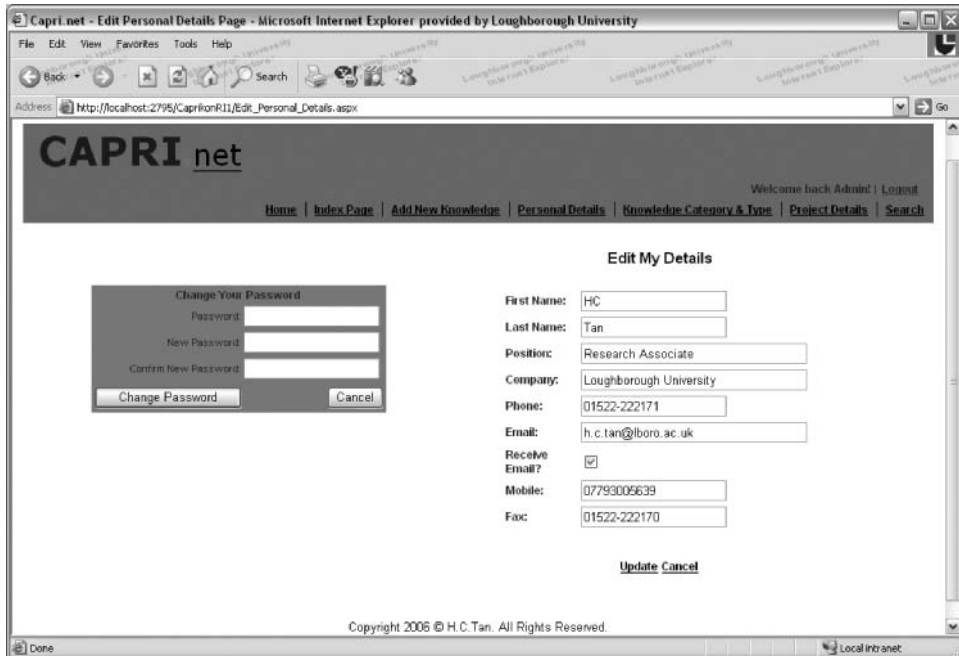 Capri.net - Edit Personal Details Page - Microsoft Internet Explorer provided by Loughborough University
File Edit View Favorites Tools Help
Back Search
Address http://localhost:2795/CaprikonR11/Edit_Personal_Details.aspx Go
CAPRI net
Welcome back Admin! | Logout
Home | Index Page | Add New Knowledge | Personal Details | Knowledge Category & Type | Project Details | Search
Edit My Details
Change Your Password
Password
New Password
Confirm New Password
Change Password Cancel
First Name: HC
Last Name: Tan
Position: Research Associate
Company: Loughborough University
Phone: 01522-222171
Email: h.c.tan@lboro.ac.uk
Receive
Email?
Mobile: 07793005639
Fax: 01522-222170
Update Cancel
Copyright 2006 © H.C.Tan. All Rights Reserved.
Done Local intranet